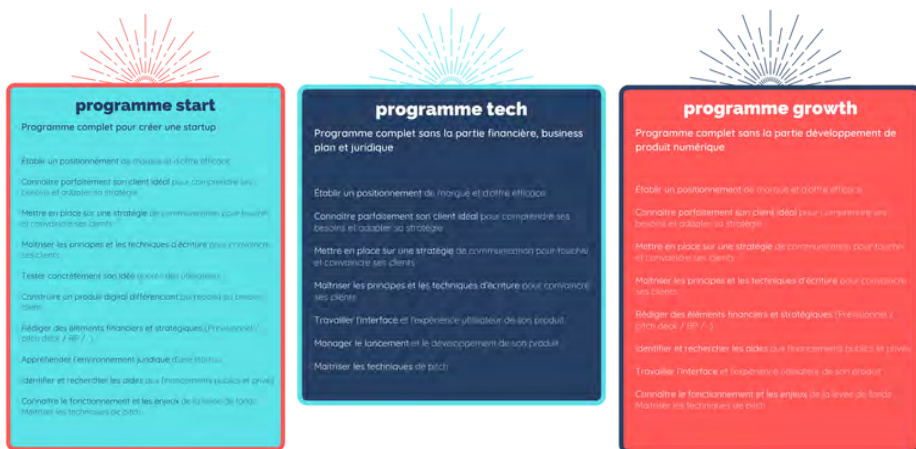 programme start
Programme complet pour créer une startup
Établir un positionnement de marque et d'offre efficace
Connaître parfaitement son client idéal pour comprendre ses
besoins et adapter sa stratégie
Mettre en place sur une stratégie de communication pour toucher
et convaincre ses clients
Maîtriser les principes et les techniques d'écriture pour convaincre
ses clients
Tester concrètement son idée auprès des utilisateurs
Construire un produit digital différenciant qui répond au besoin
client
Rédiger des éléments financiers et stratégiques (Prévisionnel /
pitch deck / BP / ..)
Appréhender l'environnement juridique d'une startup
Identifier et rechercher les aides aux financements publics et privés
Connaître le fonctionnement et les enjeux de la levée de fonds
Maîtriser les techniques de pitch
programme tech
Programme complet sans la partie financière, business
plan et juridique
Établir un positionnement de marque et d'offre efficace
Connaître parfaitement son client idéal pour comprendre ses
besoins et adapter sa stratégie
Mettre en place sur une stratégie de communication pour toucher
et convaincre ses clients
Maîtriser les principes et les techniques d'écriture pour convaincre
ses clients
Travailler l'interface et l'expérience utilisateur de son produit
Manager le lancement et le développement de son produit
Maitriser les techniques de pitch
programme growth
Programme complet sans la partie développement de
produit numérique
Établir un positionnement de marque et d'offre efficace
Connaître parfaitement son client idéal pour comprendre ses
besoins et adapter sa stratégie
Mettre en place sur une stratégie de communication pour toucher
et convaincre ses clients
Maîtriser les principes et les techniques d'écriture pour convaincre
ses clients
Rédiger des éléments financiers et stratégiques (Prévisionnel /
pitch deck / BP / ..)
Identifier et rechercher les aides aux financements publics et privés
Travailler l'interface et l'expérience utilisateur de son produit
Connaître le fonctionnement et les enjeux de la levée de fonds
Maîtriser les techniques de pitch